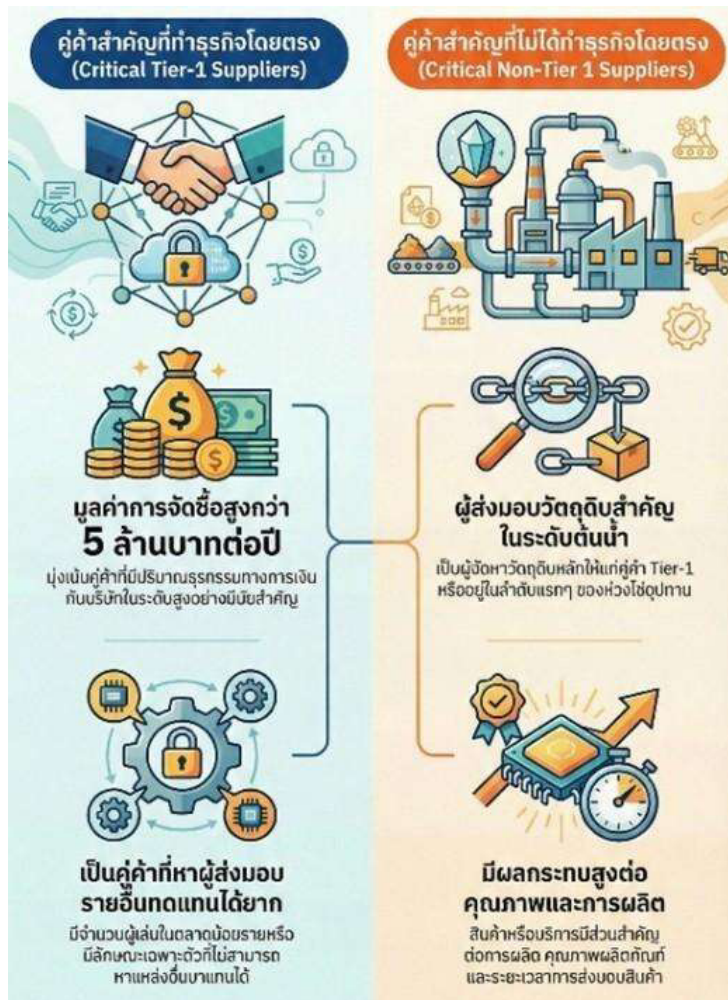 คู่ค้าสำคัญที่ทำธุรกิจโดยตรง
(Critical Tier-1 Suppliers)
มูลค่าการจัดซื้อสูงกว่า
5 ล้านบาทต่อปี
มุ่งเน้นคู่ค้าที่มีปริมาณธุรกรรมทางการเงิน
กับบริษัทในระดับสูงอย่างมีนัยสำคัญ
เป็นคู่ค้าที่หาผู้ส่งมอบ
รายอื่นทดแทนได้ยาก
มีจำนวนผู้เล่นในตลาดน้อยรายหรือ
มีลักษณะเฉพาะตัวที่ไม่สามารถ
หาแหล่งอื่นมาแทนได้
คู่ค้าสำคัญที่ไม่ได้ทำธุรกิจโดยตรง
(Critical Non-Tier 1 Suppliers)
ผู้ส่งมอบวัตถุดิบสำคัญ
ในระดับต้นน้ำ
เป็นผู้จัดหาวัตถุดิบหลักให้แก่คู่ค้า Tier-1
หรืออยู่ในลำดับแรกๆ ของห่วงโซ่อุปทาน
มีผลกระทบสูงต่อ
คุณภาพและการผลิต
สินค้าหรือบริการมีส่วนสำคัญ
ต่อการผลิต คุณภาพผลิตภัณฑ์
และระยะเวลาการส่งมอบสินค้า